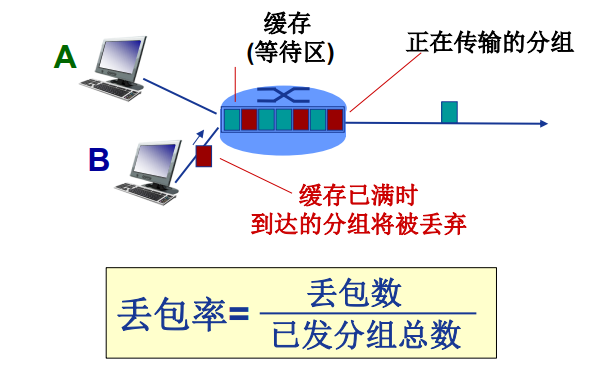 缓存
(等待区)
正在传输的分组
A
B
缓存已满时
到达的分组将被丢弃
丢包率=
丢包数
已发分组总数